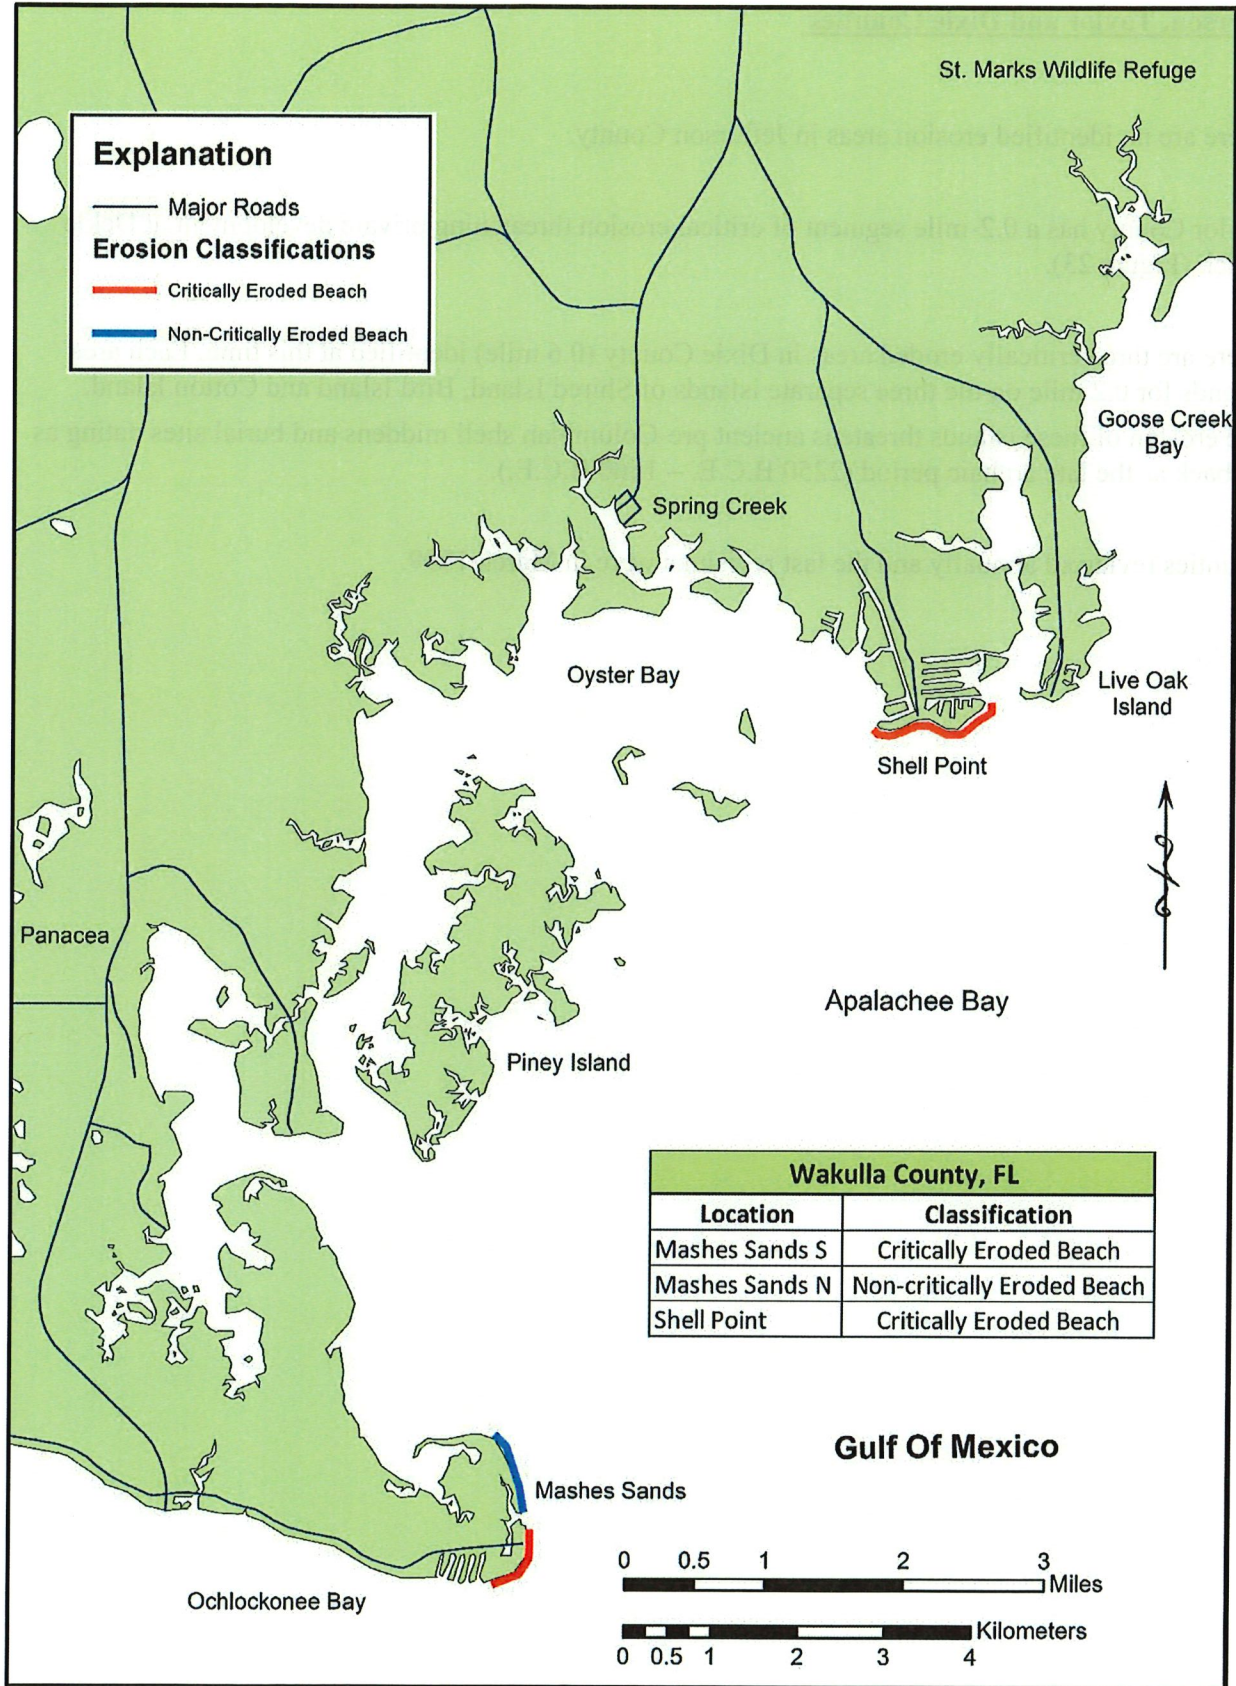 St. Marks Wildlife Refuge
Explanation
Major Roads
Erosion Classifications
Critically Eroded Beach
Non-Critically Eroded Beach
Goose Creek
Bay
Spring Creek
Oyster Bay
Live Oak
Island
Shell Point
Panacea
Apalachee Bay
Piney Island
Wakulla County, FL
Location Classification
Mashes Sands S Critically Eroded Beach
Mashes Sands N Non-critically Eroded Beach
Shell Point Critically Eroded Beach
Gulf Of Mexico
Mashes Sands
0 0.5 1 2 3
Miles
Ochlockonee Bay
Kilometers
0 0.5 1 2 3 4